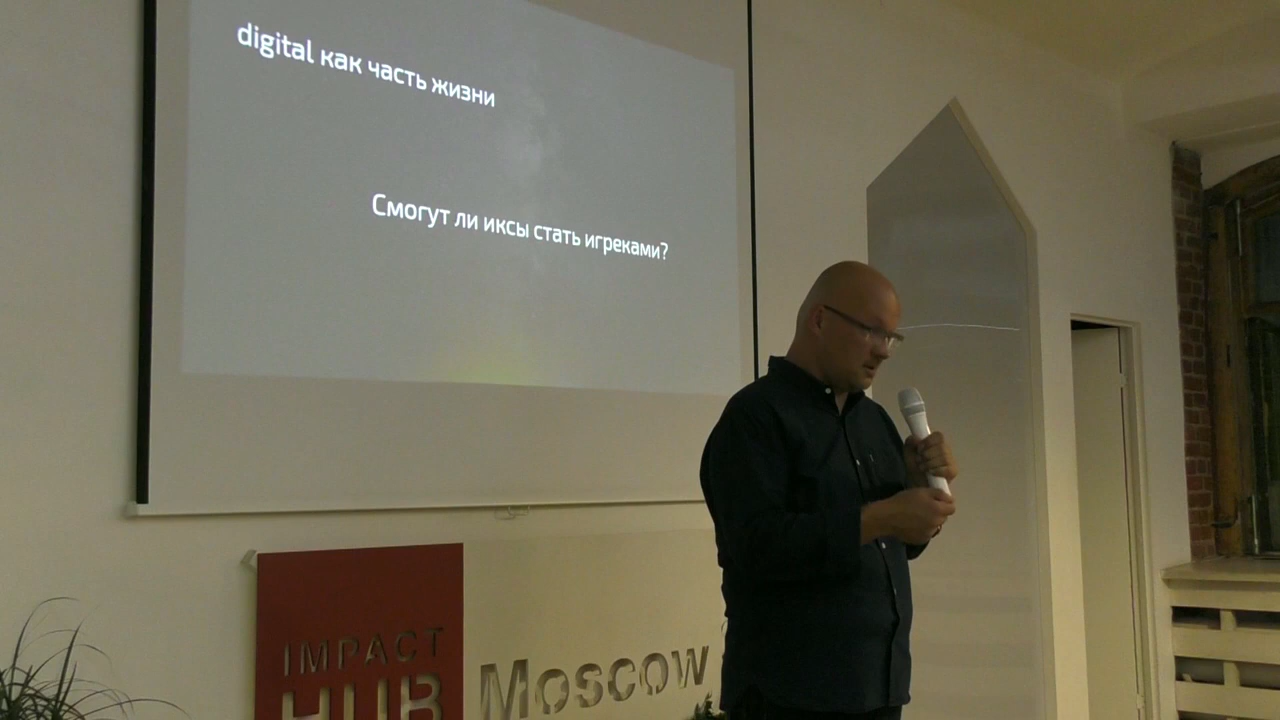 digital как часть жизни
Смогут ли иксы стать игреками?
IMPACT
HUB
Moscow